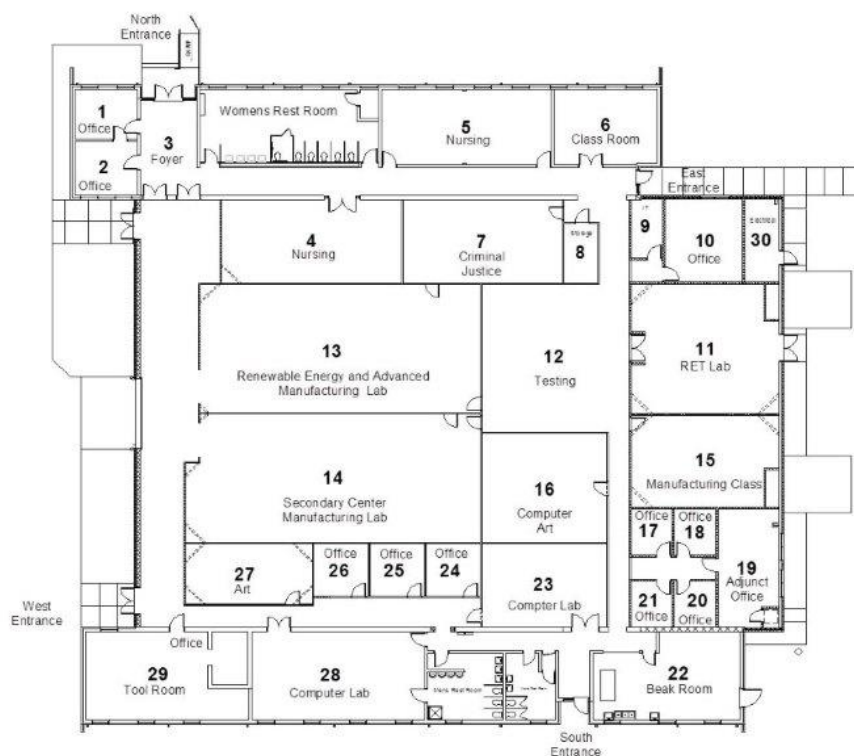 North
Entrance
1
Office
2
Office
3
Foyer
Womens Rest Room
5
Nursing
6
Class Room
East
Entrance
4
Nursing
7
Criminal
Justice
8
9
10
Office
Electrical
30
13
Renewable Energy and Advanced
Manufacturing Lab
12
Testing
11
RET Lab
14
Secondary Center
Manufacturing Lab
16
Computer
Art
15
Manufacturing Class
Office
17
Office
18
19
Adjunct
Office
21
Office
20
Office
27
Art
Office
26
Office
25
Office
24
23
Compter Lab
West
Entrance
Office
29
Tool Room
28
Computer Lab
Mens Rest Room
22
Beak Room
South
Entrance